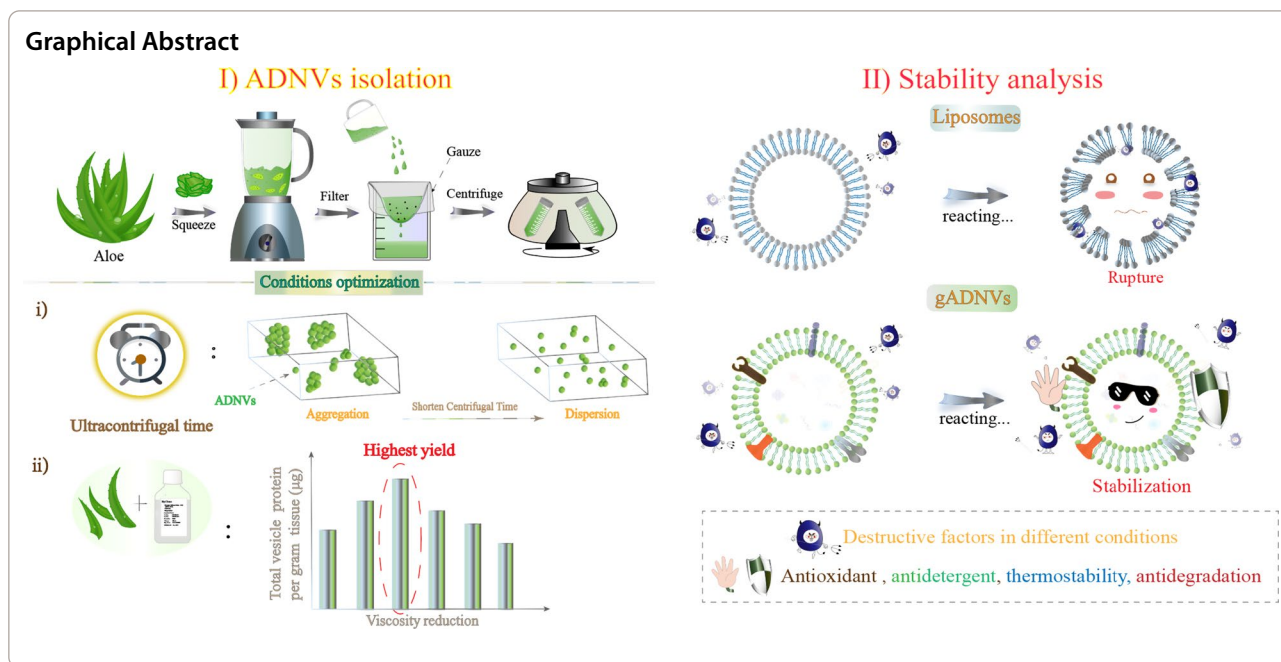 Graphical Abstract
I) ADNVs isolation
Gauze
Filter
Centrifuge
Squeeze
Aloe
Conditions optimization
i)
:
ADNVs
Aggregation
Shorten Centrifugal Time
Dispersion
Ultracontrifugal time
ii)
+
:
Highest yield
Total vesicle protein
per gram tissue (μg)
Viscosity reduction
II) Stability analysis
Liposomes
reacting...
Rupture
gADNVs
reacting...
Stabilization
Destructive factors in different conditions
Antioxidant , antidetergent, thermostability, antidegradation